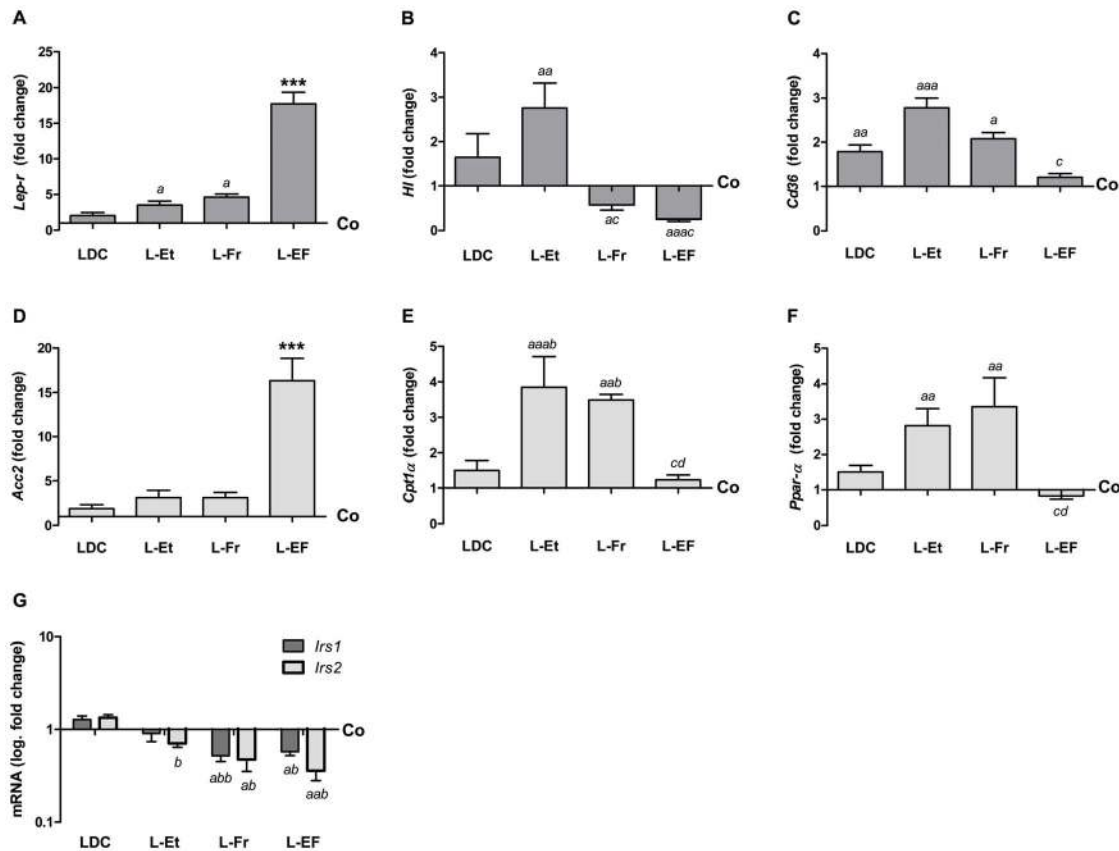 A
Lep-r (fold change)
25
20
15
10
5
0
***
a
a
Co
LDC
L-Et
L-Fr
L-EF
B
Hl (fold change)
4
3
2
1
0
aa
Co
ac
aaac
LDC
L-Et
L-Fr
L-EF
C
Cd36 (fold change)
4
3
2
1
0
aa
aaa
a
c
Co
LDC
L-Et
L-Fr
L-EF
D
Acc2 (fold change)
20
15
10
5
0
***
Co
LDC
L-Et
L-Fr
L-EF
E
Cpt1α (fold change)
5
4
3
2
1
0
aaab
aab
cd
Co
LDC
L-Et
L-Fr
L-EF
F
Ppar-α (fold change)
5
4
3
2
1
0
aa
aa
cd
Co
LDC
L-Et
L-Fr
L-EF
G
mRNA (log. fold change)
10
1
0.1
Irs1
Irs2
Co
b
abb
ab
ab
aab
LDC
L-Et
L-Fr
L-EF